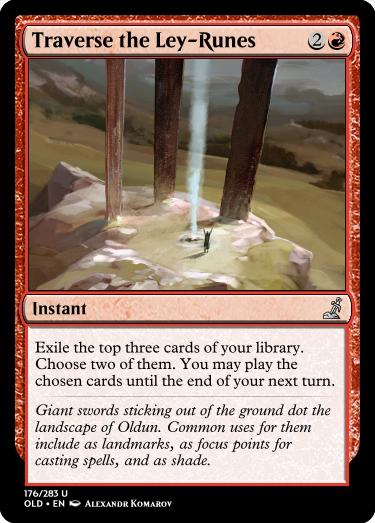 Traverse the Ley-Runes 2
Instant
Exile the top three cards of your library.
Choose two of them. You may play the
chosen cards until the end of your next turn.
Giant swords sticking out of the ground dot the
landscape of Oldun. Common uses for them
include as landmarks, as focus points for
casting spells, and as shade.
176/283 U
OLD • EN Alexandr Komarov